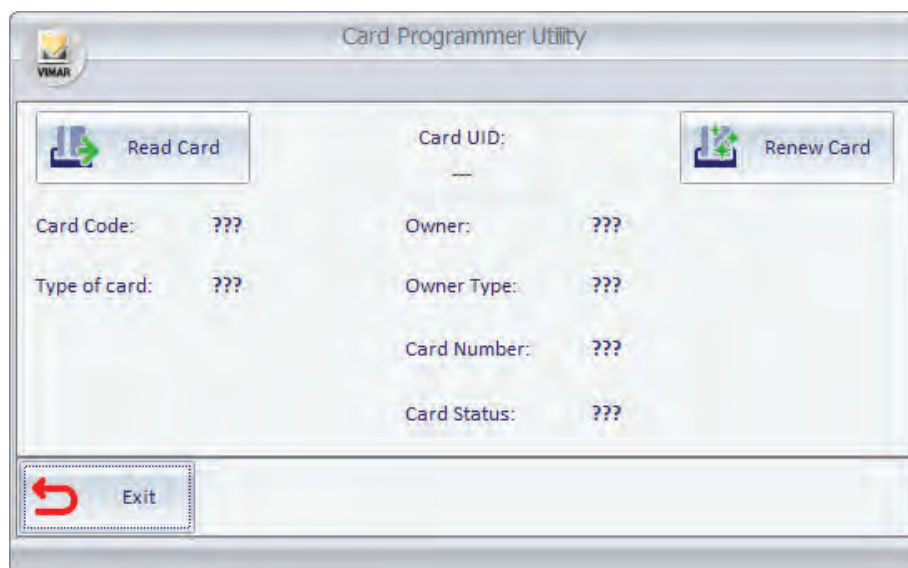 Card Programmer Utility
VIMAR
Read Card
Card UID:
---
Renew Card
Card Code: ???
Owner: ???
Type of card: ???
Owner Type: ???
Card Number: ???
Card Status: ???
Exit